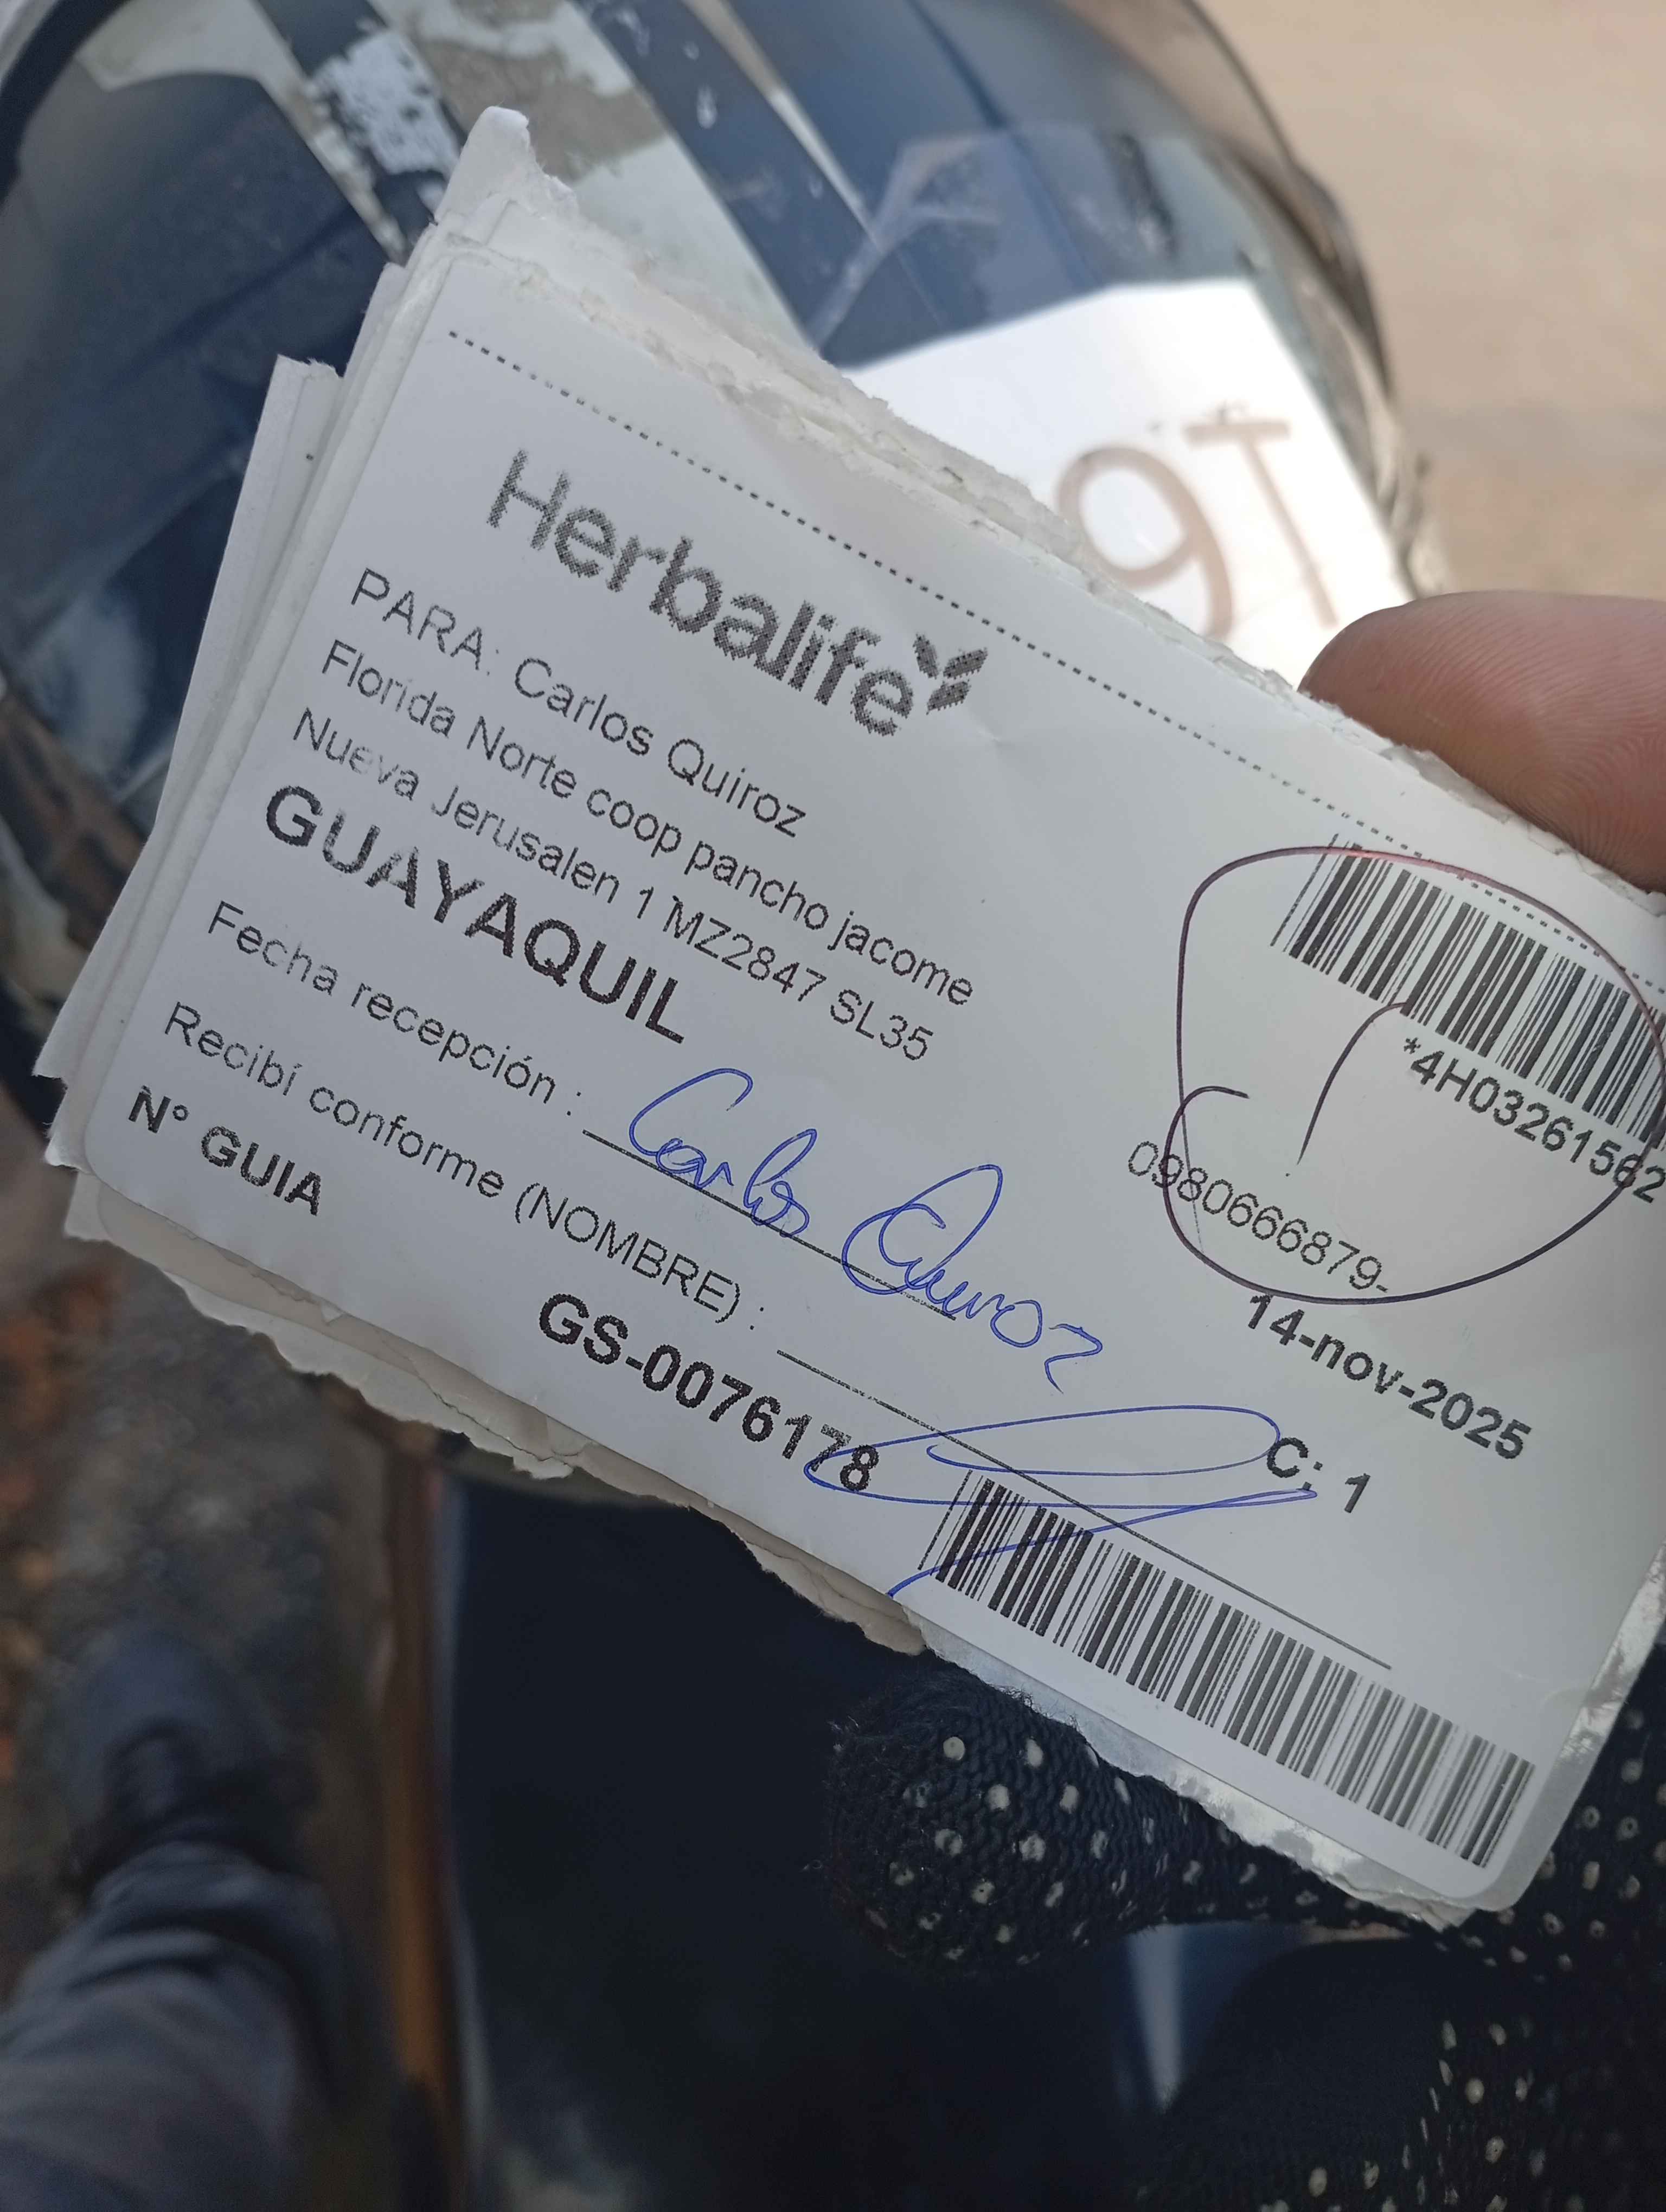 Herbalife
PARA: Carlos Quiroz
Florida Norte coop pancho jacome
Nueva Jerusalen 1 MZ2847 SL35
GUAYAQUIL
*4H03261562
0980666879-
14-nov-2025
Fecha recepción : Carlos Quiroz
C: 1
Recibí conforme (NOMBRE) :
N° GUIA
GS-0076178